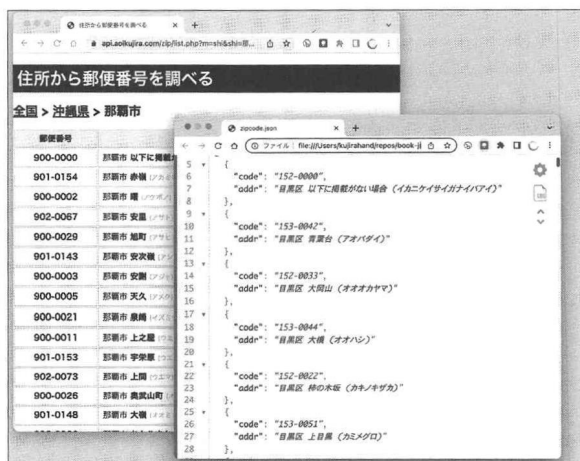 住所から郵便番号を調べる
api.aoikujira.com/zip/list.php?m=shi&shi=那...
住所から郵便番号を調べる
全国 > 沖縄県 > 那覇市
郵便番号
900-0000 那覇市 以下に掲載が
901-0154 那覇市 赤嶺
900-0002 那覇市 曙
902-0067 那覇市 安里
900-0029 那覇市 旭町
901-0143 那覇市 安次嶺
900-0003 那覇市 安謝
900-0005 那覇市 天久
900-0021 那覇市 泉崎
900-0011 那覇市 上之屋
901-0153 那覇市 宇栄原
902-0073 那覇市 上間
900-0026 那覇市 奥武山町
901-0148 那覇市 大嶺
zipcode.json
ファイル file:///Users/kujirahand/repos/book-ji
5 {
6 "code": "152-0000",
7 "addr": "目黒区 以下に掲載がない場合 (イカニケイサイガナイバアイ)"
8 },
9 {
10 "code": "153-0042",
11 "addr": "目黒区 青葉台 (アオバダイ)"
12 },
13 {
14 "code": "152-0033",
15 "addr": "目黒区 大岡山 (オオオカヤマ)"
16 },
17 {
18 "code": "153-0044",
19 "addr": "目黒区 大橋 (オオハシ)"
20 },
21 {
22 "code": "152-0022",
23 "addr": "目黒区 柿の木坂 (カキノキザカ)"
24 },
25 {
26 "code": "153-0051",
27 "addr": "目黒区 上目黒 (カミメグロ)"
28 },